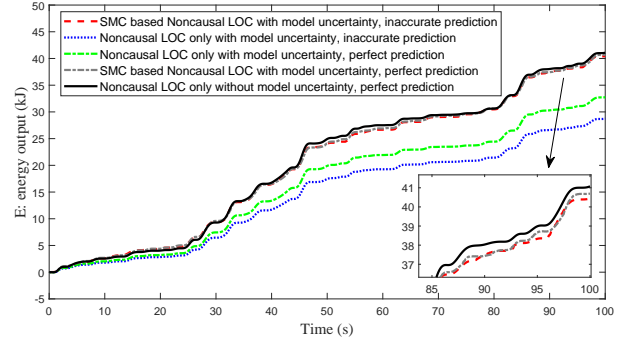 SMC based Noncausal LOC with model uncertainty, inaccurate prediction
Noncausal LOC only with model uncertainty, inaccurate prediction
Noncausal LOC only with model uncertainty, perfect prediction
SMC based Noncausal LOC with model uncertainty, perfect prediction
Noncausal LOC only without model uncertainty, perfect prediction
E: energy output (kJ)
50
45
40
35
30
25
20
15
10
5
0
-5
41
40
39
38
37
85 90 95 100
0 10 20 30 40 50 60 70 80 90 100
Time (s)